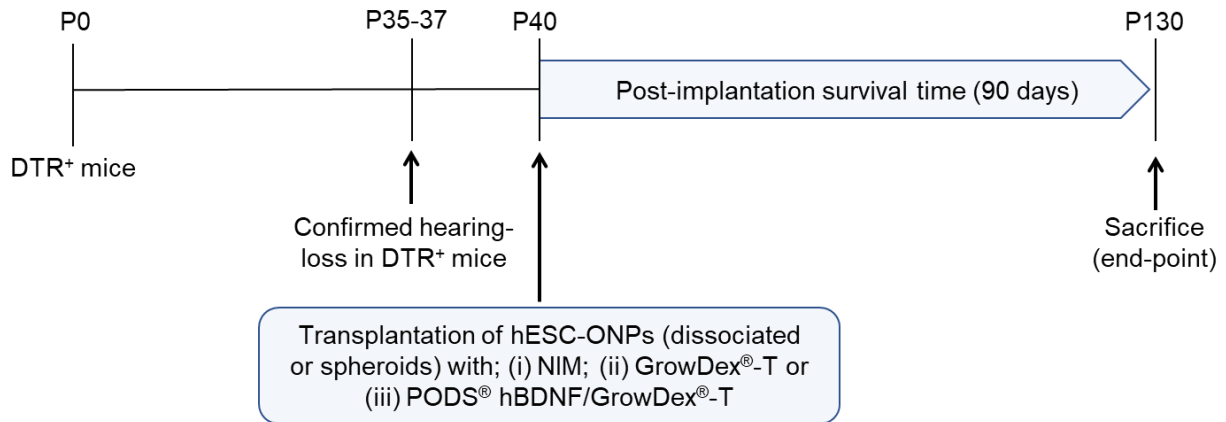 P0
P35-37
P40
P130
Post-implantation survival time (90 days)
DTR⁺ mice
Confirmed hearing-
loss in DTR⁺ mice
Sacrifice
(end-point)
Transplantation of hESC-ONPs (dissociated
or spheroids) with; (i) NIM; (ii) GrowDex®-T or
(iii) PODS® hBDNF/GrowDex®-T